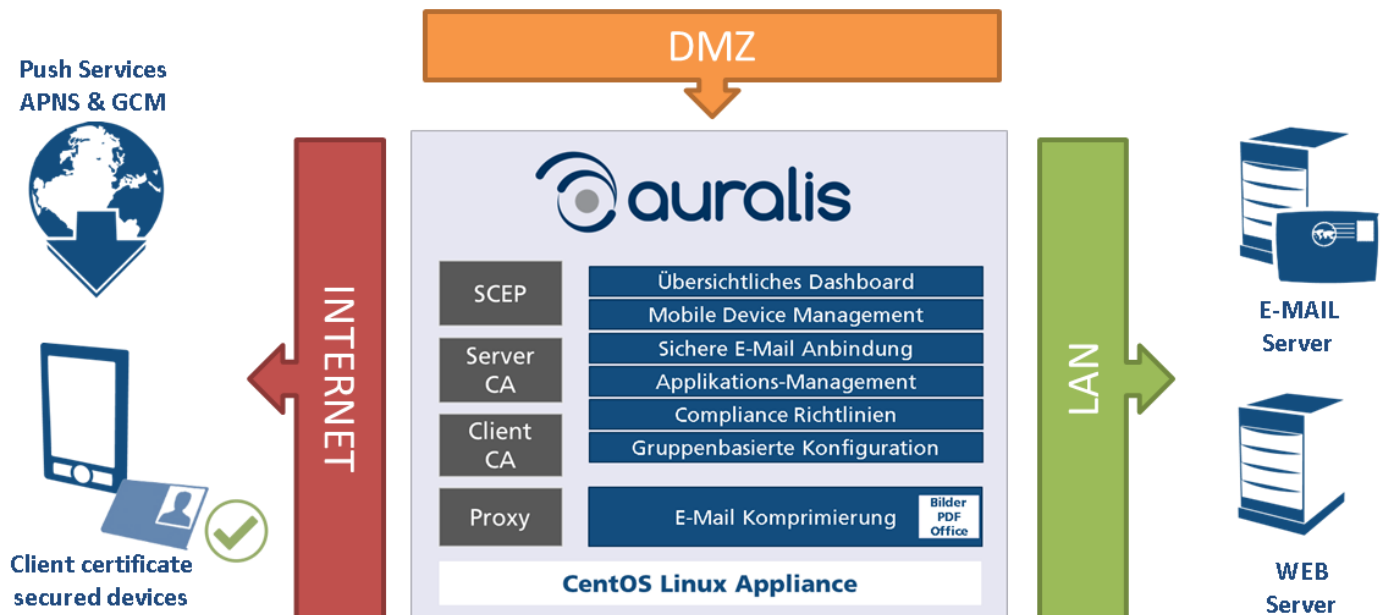 DMZ
Push Services
APNS & GCM
INTERNET
Client certificate
secured devices
auralis
SCEP
Server
CA
Client
CA
Proxy
Übersichtliches Dashboard
Mobile Device Management
Sichere E-Mail Anbindung
Applikations-Management
Compliance Richtlinien
Gruppenbasierte Konfiguration
E-Mail Komprimierung
Bilder
PDF
Office
CentOS Linux Appliance
LAN
E-MAIL
Server
WEB
Server